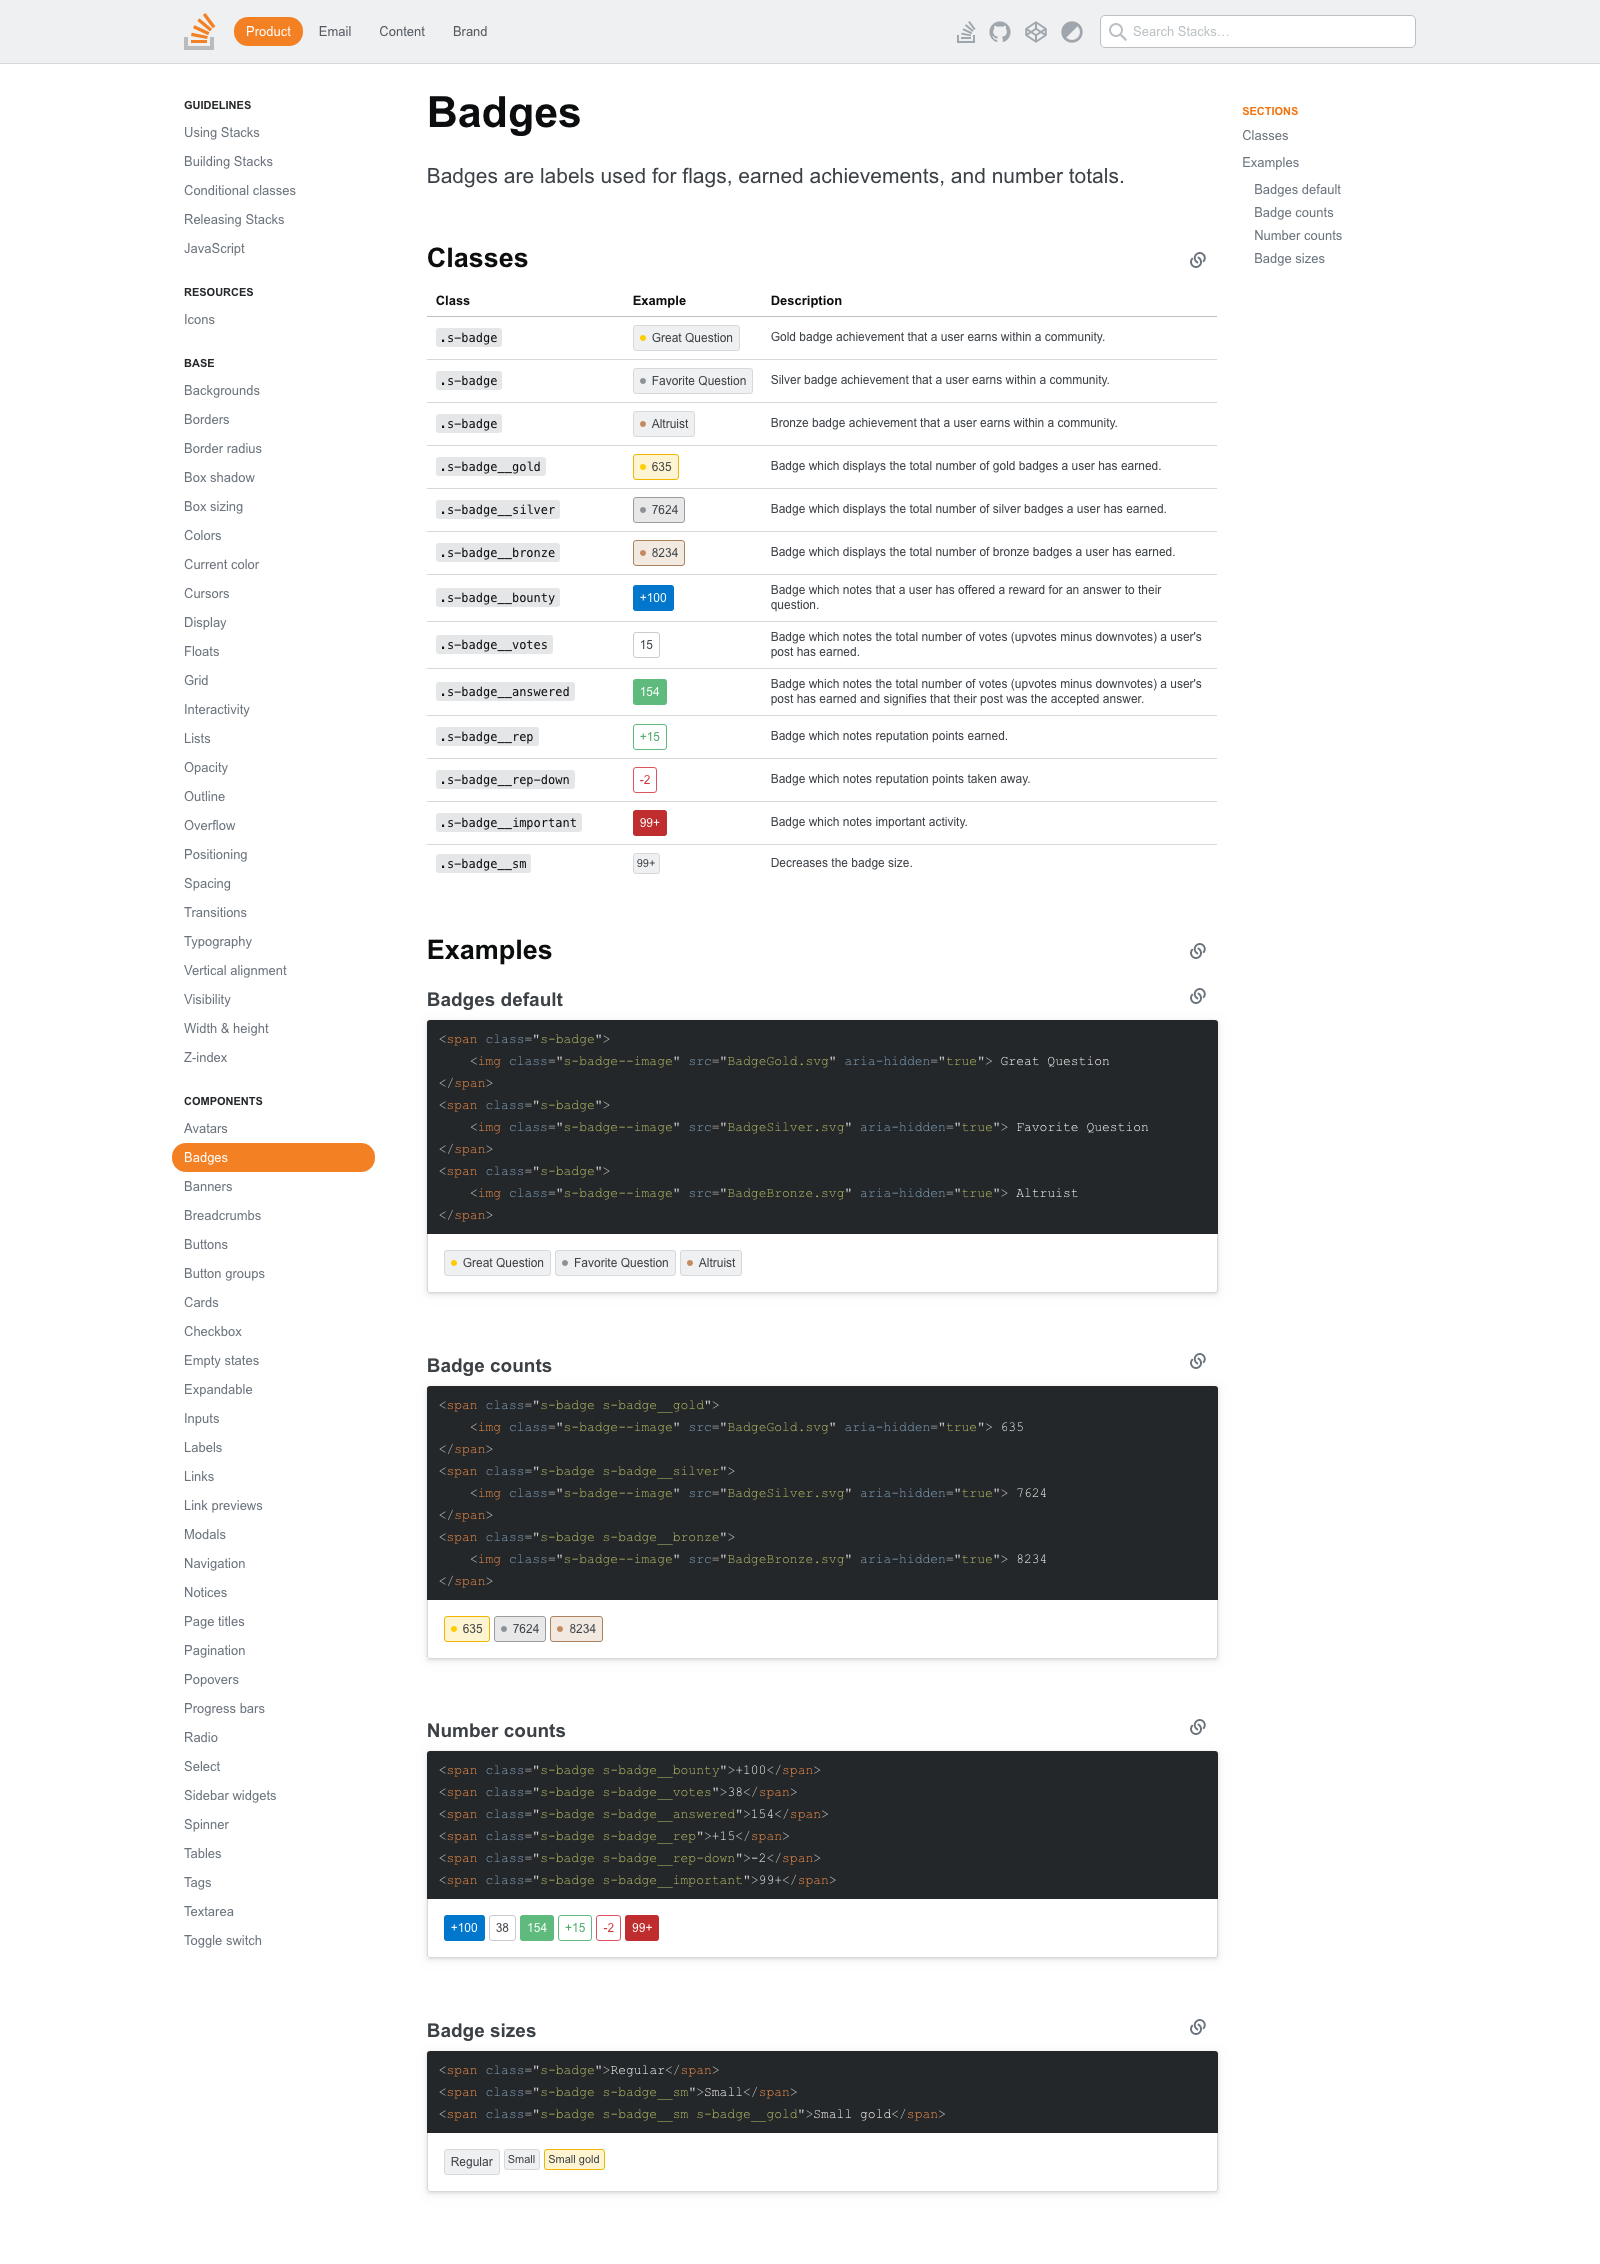 Product Email Content Brand Search Stacks…
GUIDELINES
Using Stacks
Building Stacks
Conditional classes
Releasing Stacks
JavaScript
RESOURCES
Icons
BASE
Backgrounds
Borders
Border radius
Box shadow
Box sizing
Colors
Current color
Cursors
Display
Floats
Grid
Interactivity
Lists
Opacity
Outline
Overflow
Positioning
Spacing
Transitions
Typography
Vertical alignment
Visibility
Width & height
Z-index
COMPONENTS
Avatars
Badges
Banners
Breadcrumbs
Buttons
Button groups
Cards
Checkbox
Empty states
Expandable
Inputs
Labels
Links
Link previews
Modals
Navigation
Notices
Page titles
Pagination
Popovers
Progress bars
Radio
Select
Sidebar widgets
Spinner
Tables
Tags
Textarea
Toggle switch
Badges
Badges are labels used for flags, earned achievements, and number totals.
Classes
Class Example Description
.s-badge Great Question Gold badge achievement that a user earns within a community.
.s-badge Favorite Question Silver badge achievement that a user earns within a community.
.s-badge Altruist Bronze badge achievement that a user earns within a community.
.s-badge__gold 635 Badge which displays the total number of gold badges a user has earned.
.s-badge__silver 7624 Badge which displays the total number of silver badges a user has earned.
.s-badge__bronze 8234 Badge which displays the total number of bronze badges a user has earned.
.s-badge__bounty +100 Badge which notes that a user has offered a reward for an answer to their
question.
.s-badge__votes 15 Badge which notes the total number of votes (upvotes minus downvotes) a user's
post has earned.
.s-badge__answered 154 Badge which notes the total number of votes (upvotes minus downvotes) a user's
post has earned and signifies that their post was the accepted answer.
.s-badge__rep +15 Badge which notes reputation points earned.
.s-badge__rep-down -2 Badge which notes reputation points taken away.
.s-badge__important 99+ Badge which notes important activity.
.s-badge__sm 99+ Decreases the badge size.
Examples
Badges default
<span class="s-badge">
<img class="s-badge--image" src="BadgeGold.svg" aria-hidden="true"> Great Question
</span>
<span class="s-badge">
<img class="s-badge--image" src="BadgeSilver.svg" aria-hidden="true"> Favorite Question
</span>
<span class="s-badge">
<img class="s-badge--image" src="BadgeBronze.svg" aria-hidden="true"> Altruist
</span>
Great Question Favorite Question Altruist
Badge counts
<span class="s-badge s-badge__gold">
<img class="s-badge--image" src="BadgeGold.svg" aria-hidden="true"> 635
</span>
<span class="s-badge s-badge__silver">
<img class="s-badge--image" src="BadgeSilver.svg" aria-hidden="true"> 7624
</span>
<span class="s-badge s-badge__bronze">
<img class="s-badge--image" src="BadgeBronze.svg" aria-hidden="true"> 8234
</span>
635 7624 8234
Number counts
<span class="s-badge s-badge__bounty">+100</span>
<span class="s-badge s-badge__votes">38</span>
<span class="s-badge s-badge__answered">154</span>
<span class="s-badge s-badge__rep">+15</span>
<span class="s-badge s-badge__rep-down">-2</span>
<span class="s-badge s-badge__important">99+</span>
+100 38 154 +15 -2 99+
Badge sizes
<span class="s-badge">Regular</span>
<span class="s-badge s-badge__sm">Small</span>
<span class="s-badge s-badge__sm s-badge__gold">Small gold</span>
Regular Small Small gold
SECTIONS
Classes
Examples
Badges default
Badge counts
Number counts
Badge sizes